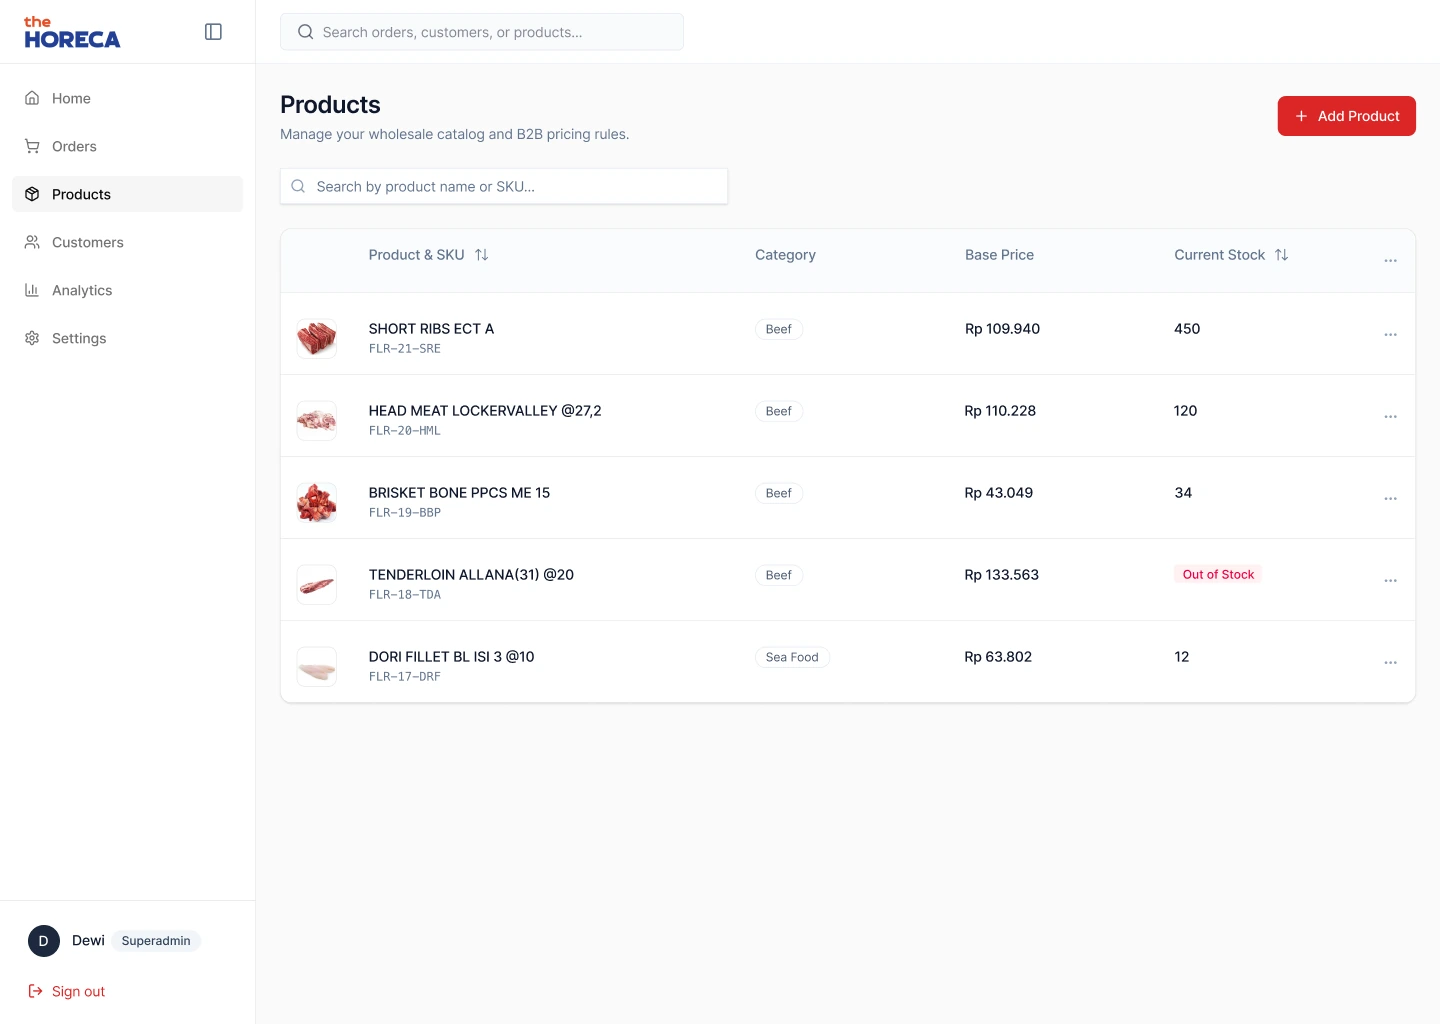 the
HORECA
Search orders, customers, or products...
Home
Orders
Products
Customers
Analytics
Settings
Products
Manage your wholesale catalog and B2B pricing rules.
+ Add Product
Search by product name or SKU...
Product & SKU Category Base Price Current Stock ...
SHORT RIBS ECT A Beef Rp 109.940 450 ...
FLR-21-SRE
HEAD MEAT LOCKERVALLEY @27,2 Beef Rp 110.228 120 ...
FLR-20-HML
BRISKET BONE PPCS ME 15 Beef Rp 43.049 34 ...
FLR-19-BBP
TENDERLOIN ALLANA(31) @20 Beef Rp 133.563 Out of Stock ...
FLR-18-TDA
DORI FILLET BL ISI 3 @10 Sea Food Rp 63.802 12 ...
FLR-17-DRF
D Dewi Superadmin
Sign out